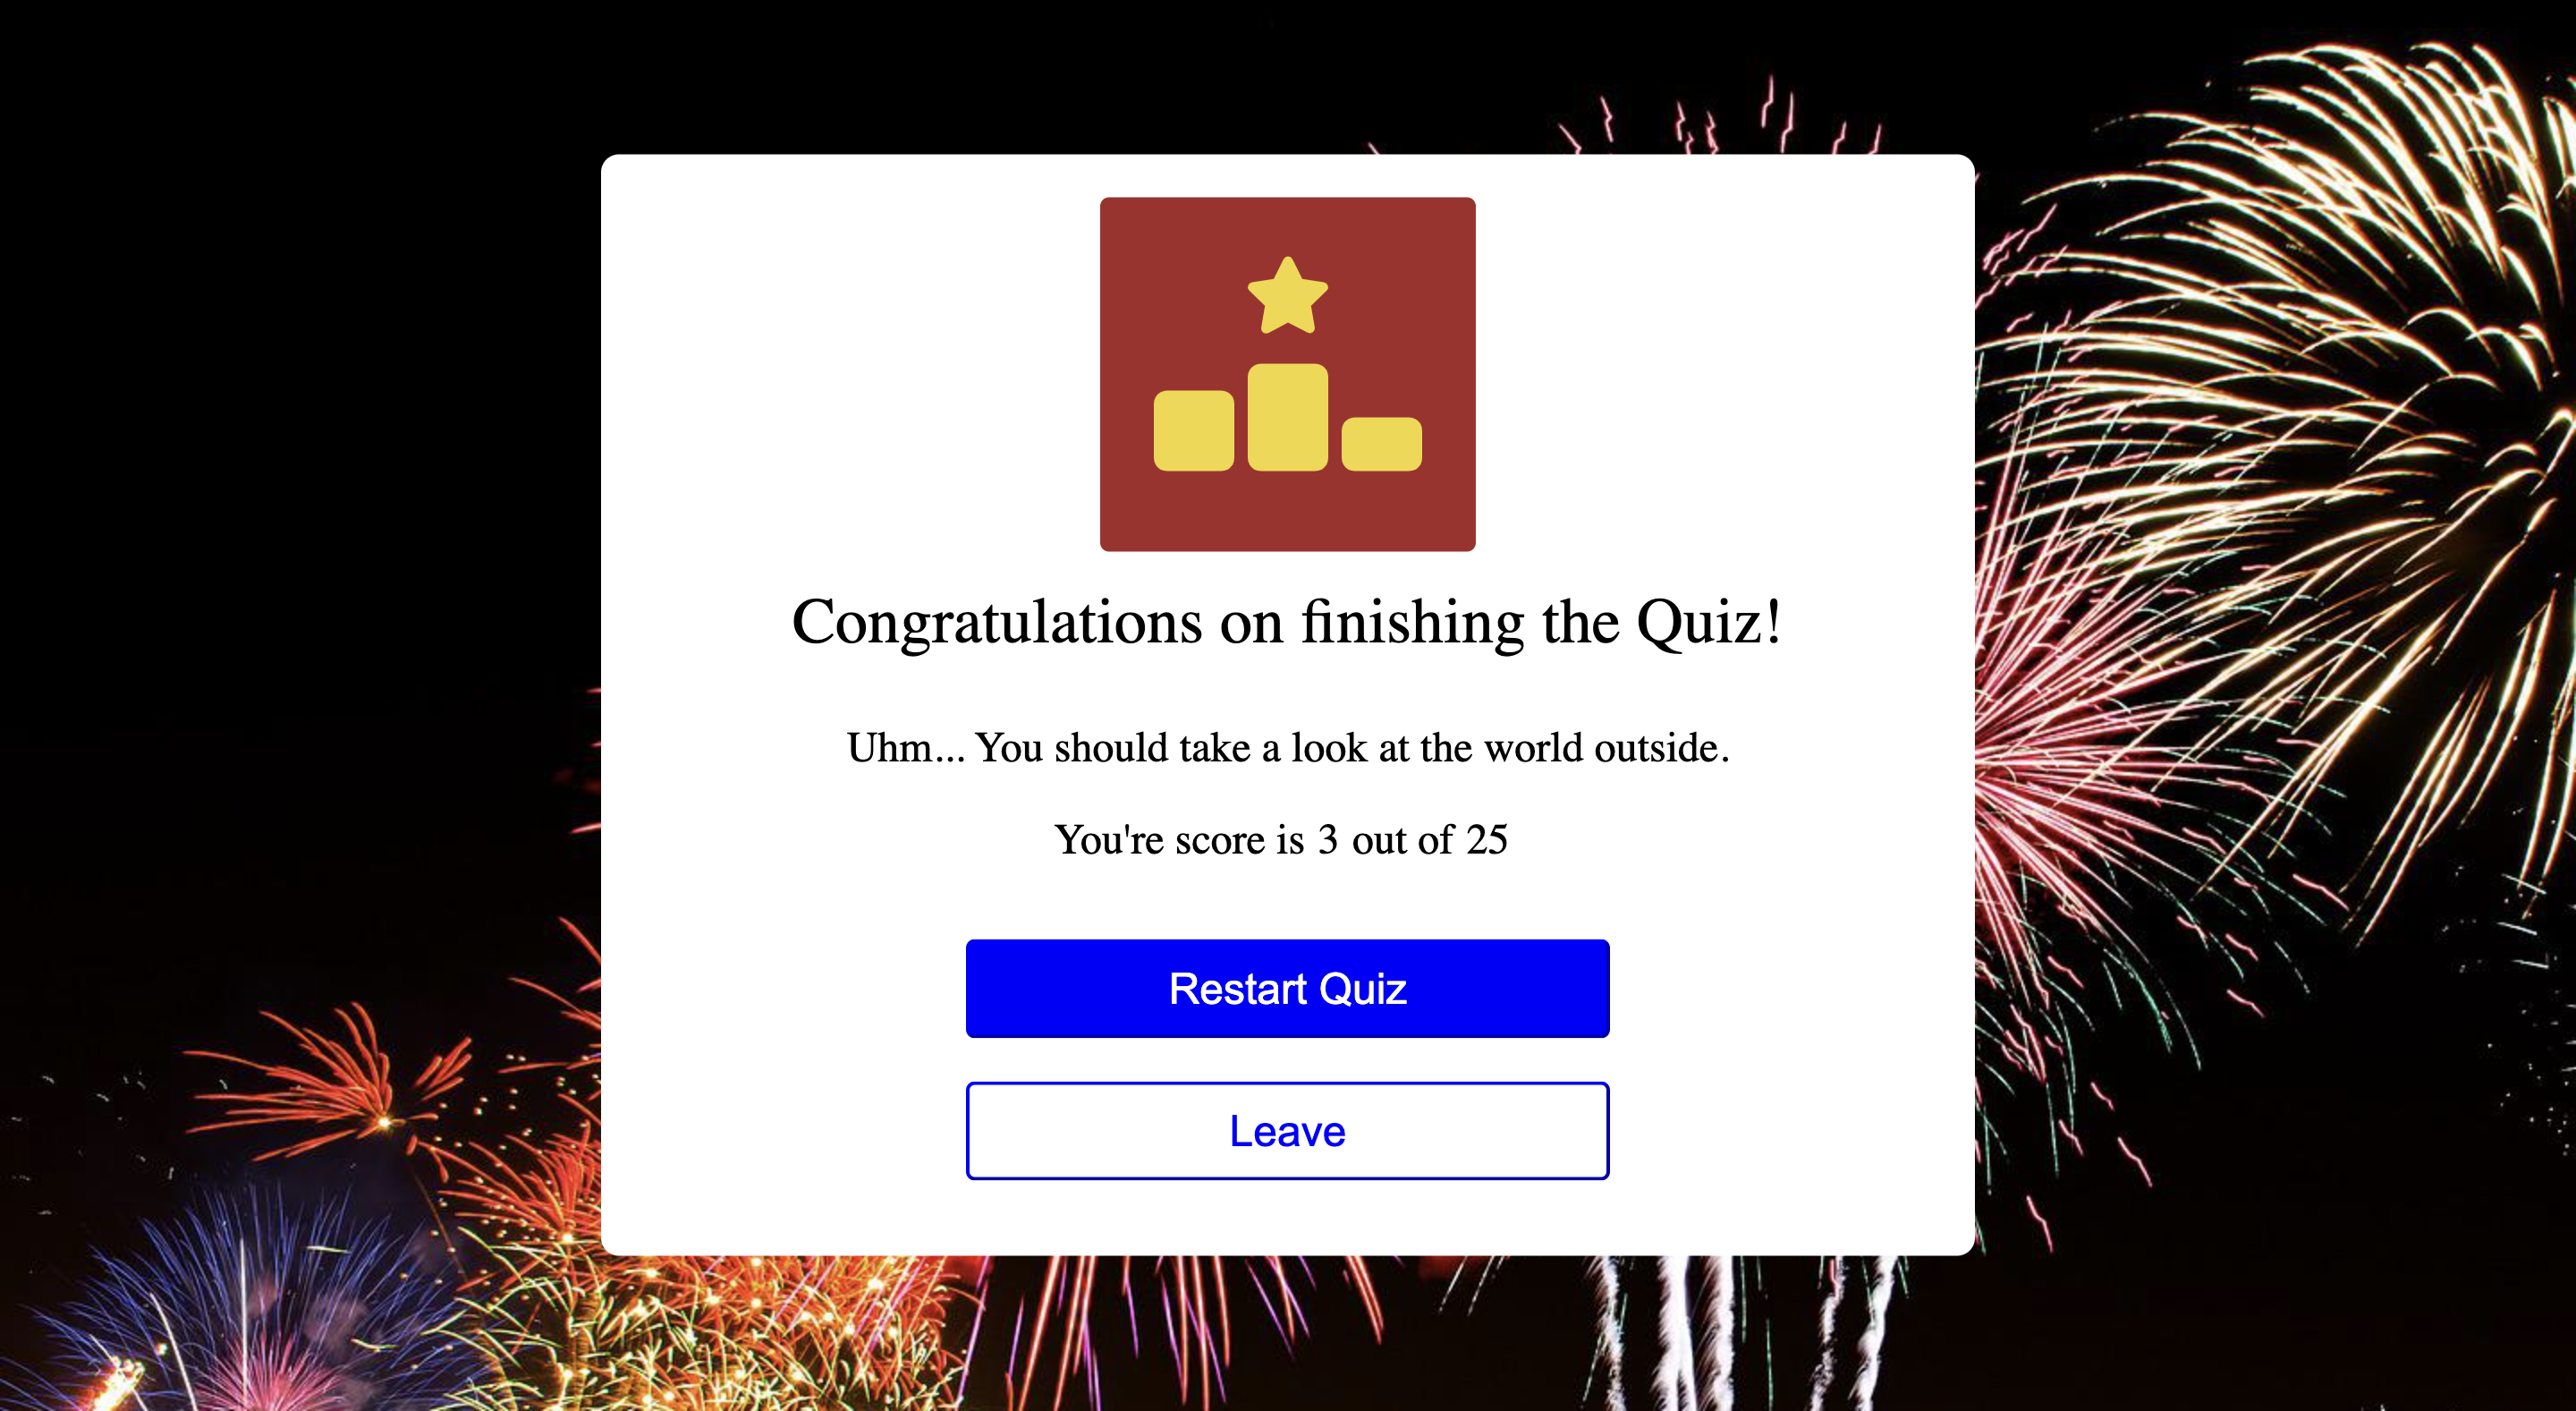 Congratulations on finishing the Quiz!
Uhm... You should take a look at the world outside.
You're score is 3 out of 25
Restart Quiz
Leave